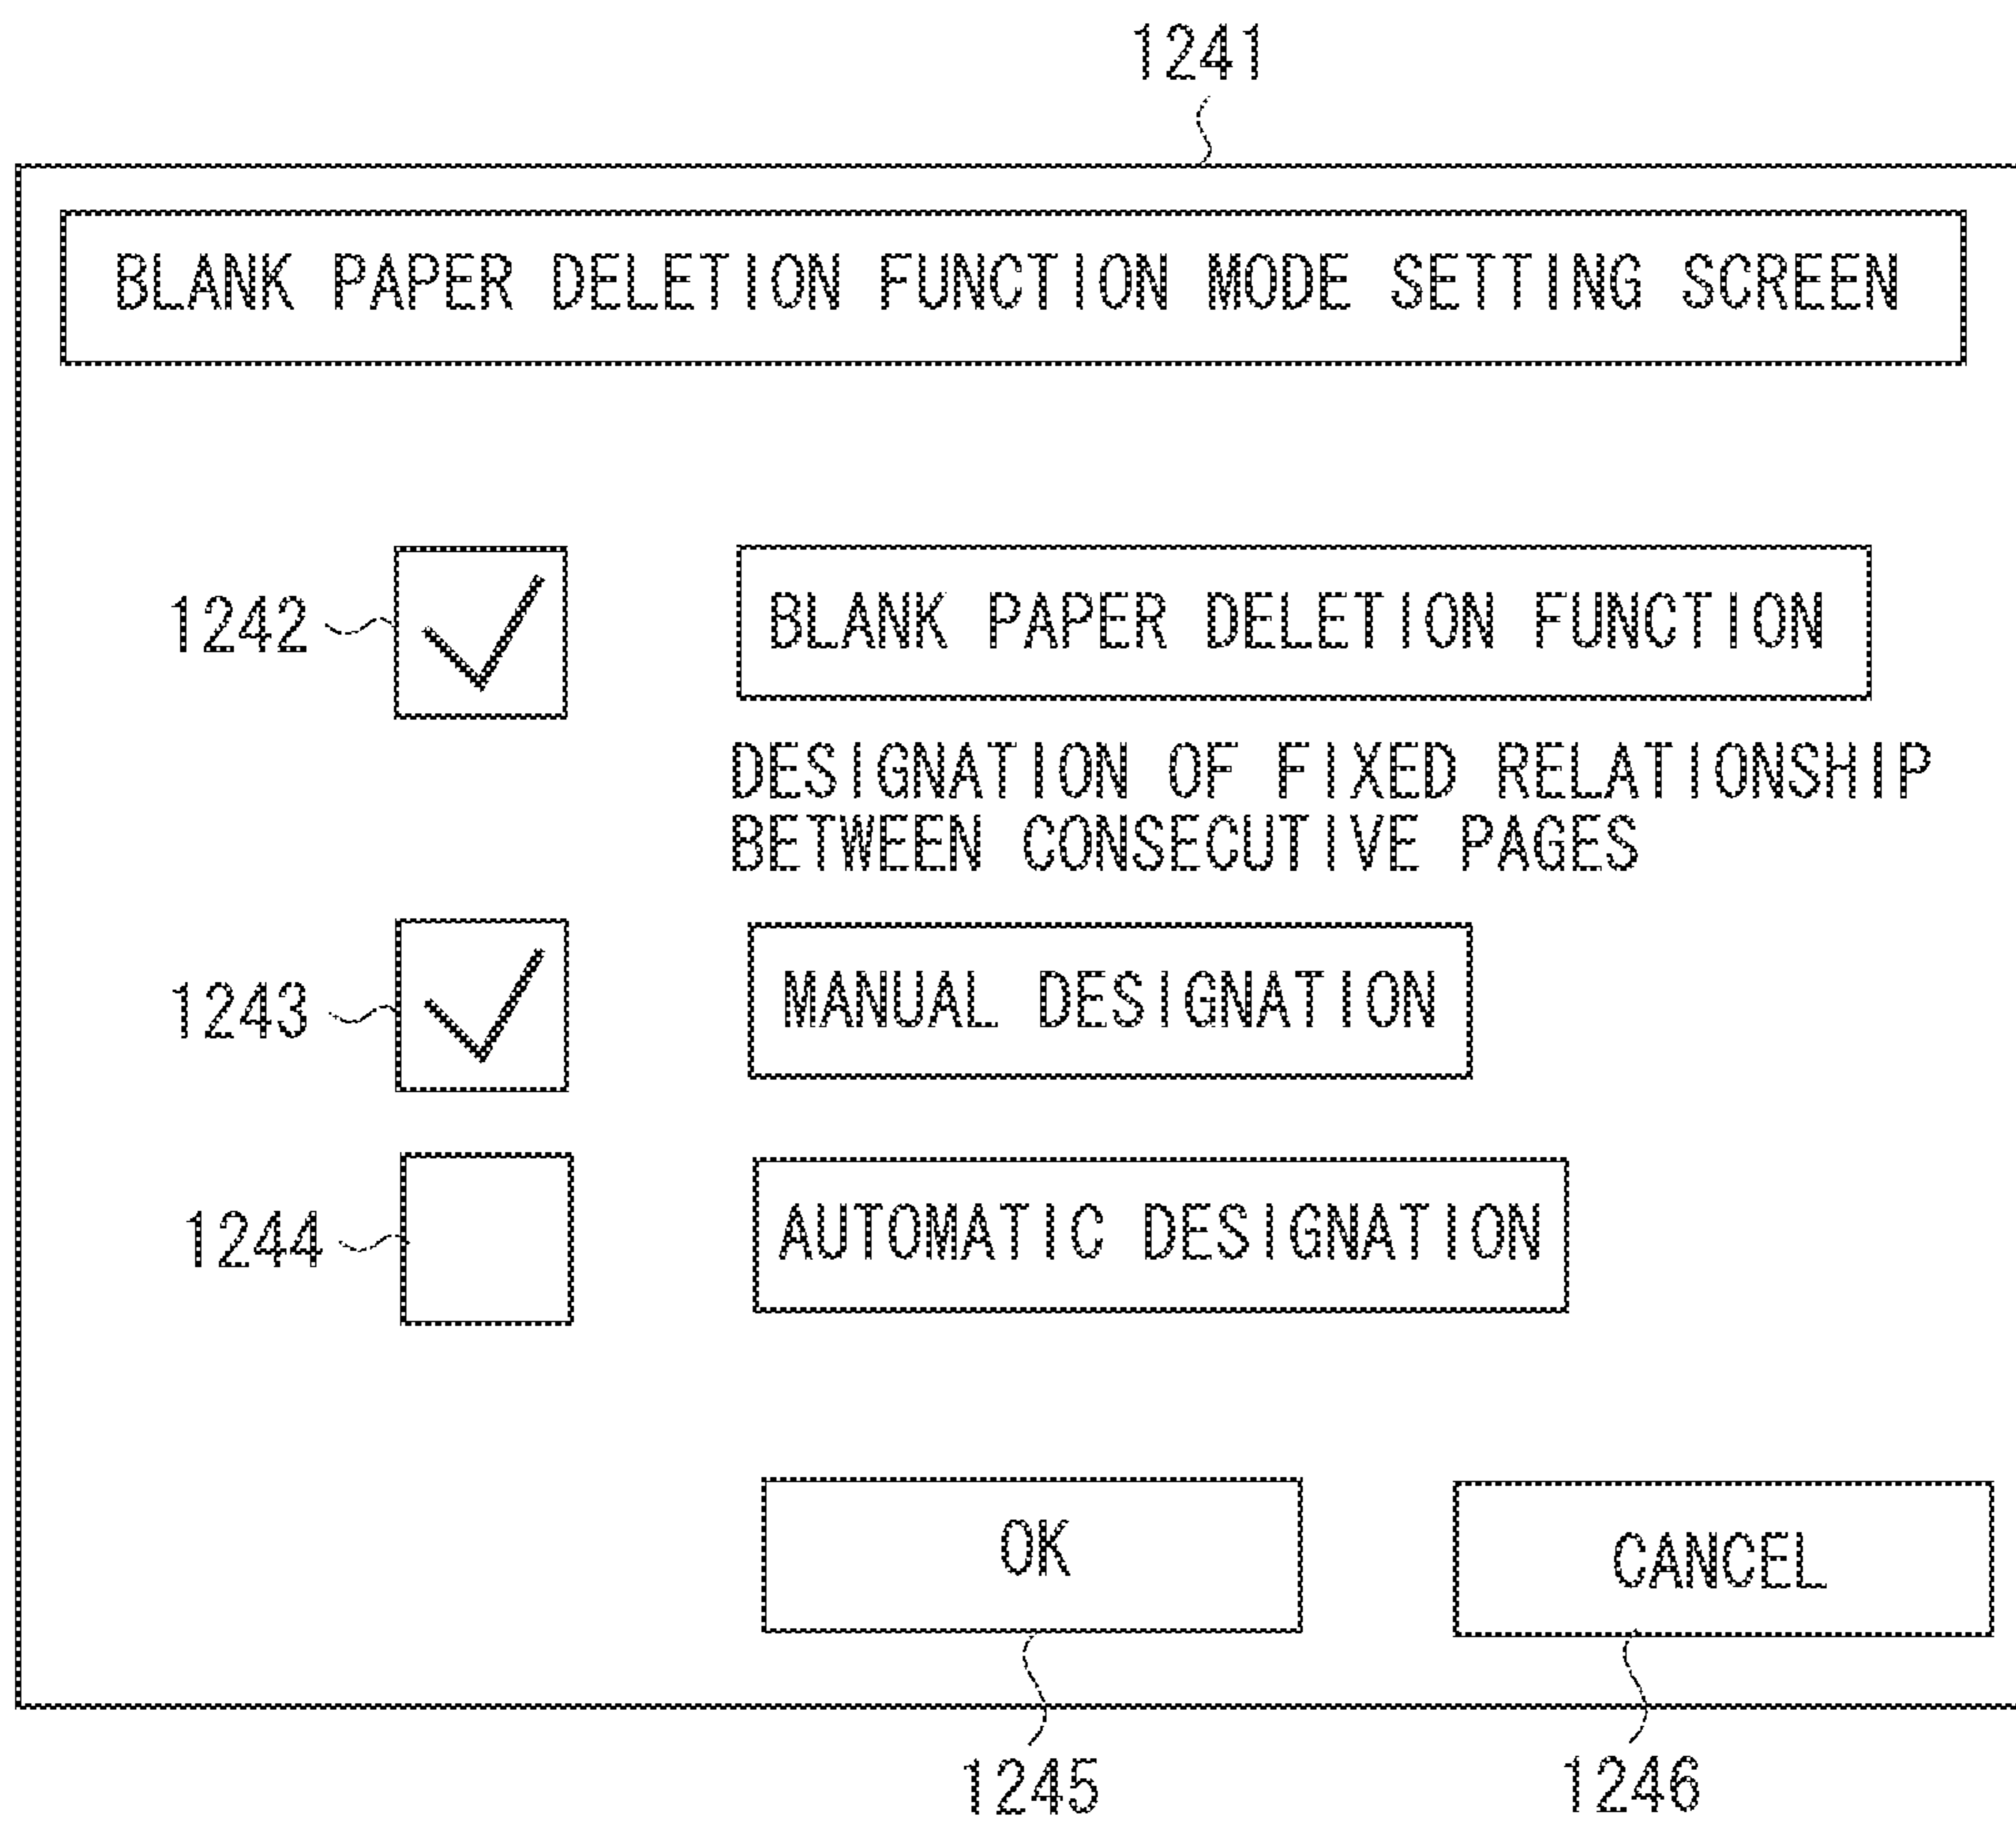 1241
BLANK PAPER DELETION FUNCTION MODE SETTING SCREEN
1242
BLANK PAPER DELETION FUNCTION
DESIGNATION OF FIXED RELATIONSHIP
BETWEEN CONSECUTIVE PAGES
1243
MANUAL DESIGNATION
1244
AUTOMATIC DESIGNATION
OK
CANCEL
1245
1246